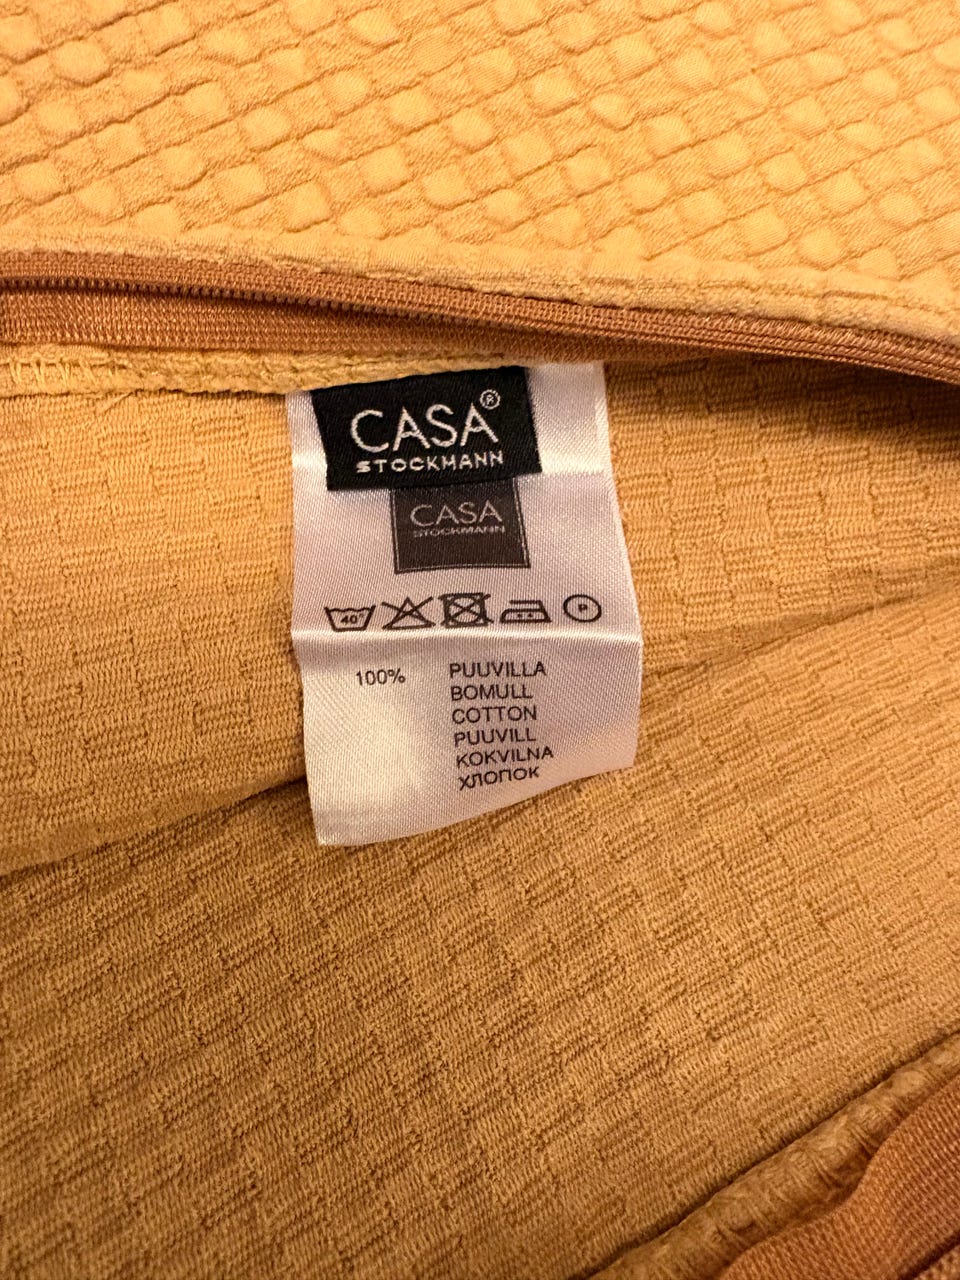 CASA®
STOCKMANN
CASA
STOCKMANN
40°
P
100% PUUVILLA
BOMULL
COTTON
PUUVILL
KOKVILNA
ХЛОПОК